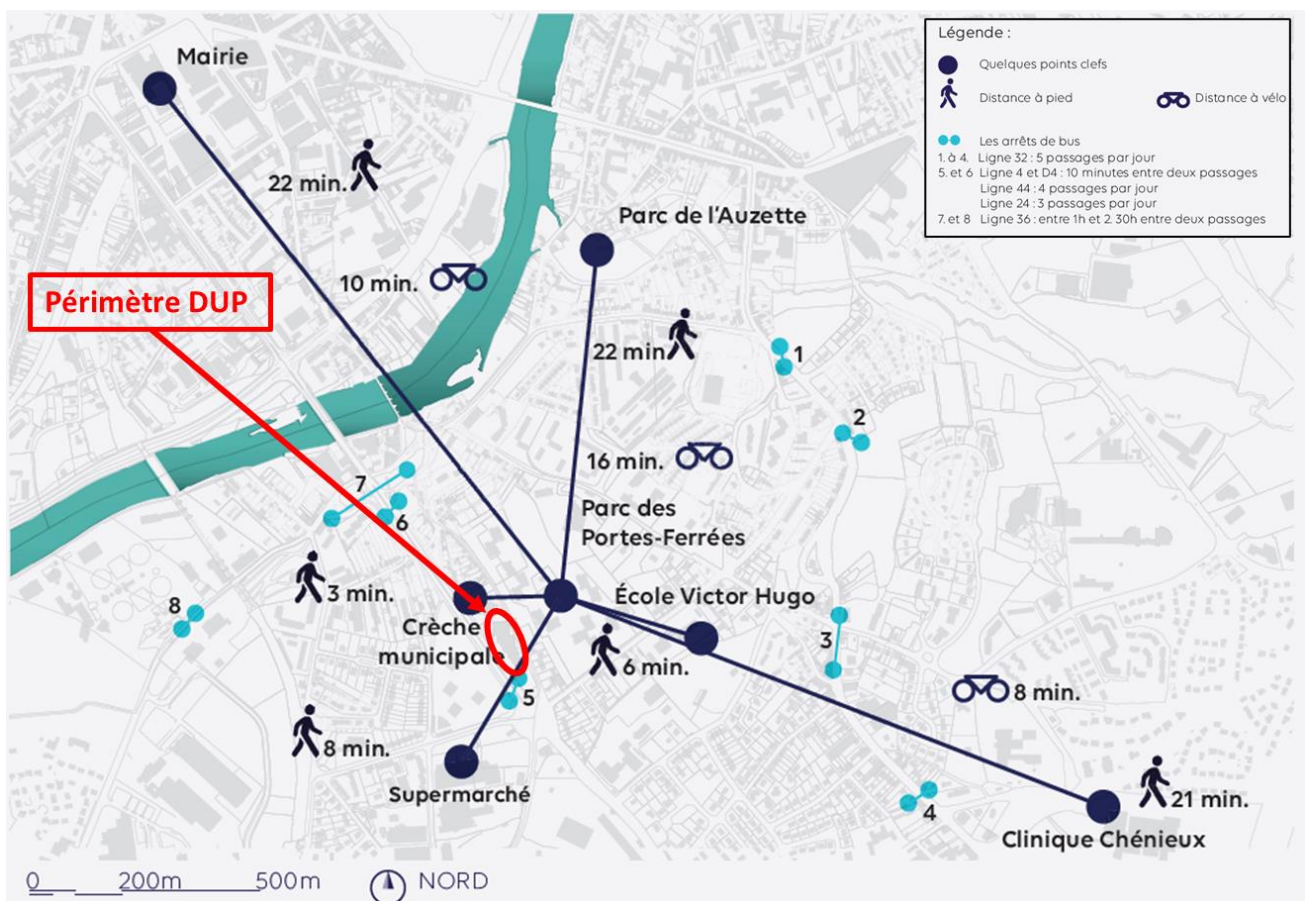 Mairie
Légende :
Quelques points clefs
Distance à pied
Distance à vélo
Les arrêts de bus
1. à 4. Ligne 32 : 5 passages par jour
5. et 6 Ligne 4 et D4 : 10 minutes entre deux passages
Ligne 44 : 4 passages par jour
Ligne 24 : 3 passages par jour
7. et 8 Ligne 36 : entre 1h et 2.30h entre deux passages
22 min.
Parc de l'Auzette
10 min.
Périmètre DUP
22 min
1
2
16 min.
7
6
Parc des
Portes-Ferrées
3 min.
École Victor Hugo
8
Crèche
municipale
3
6 min.
5
8 min.
8 min.
Supermarché
4
21 min.
Clinique Chénieux
0 200m 500m
NORD